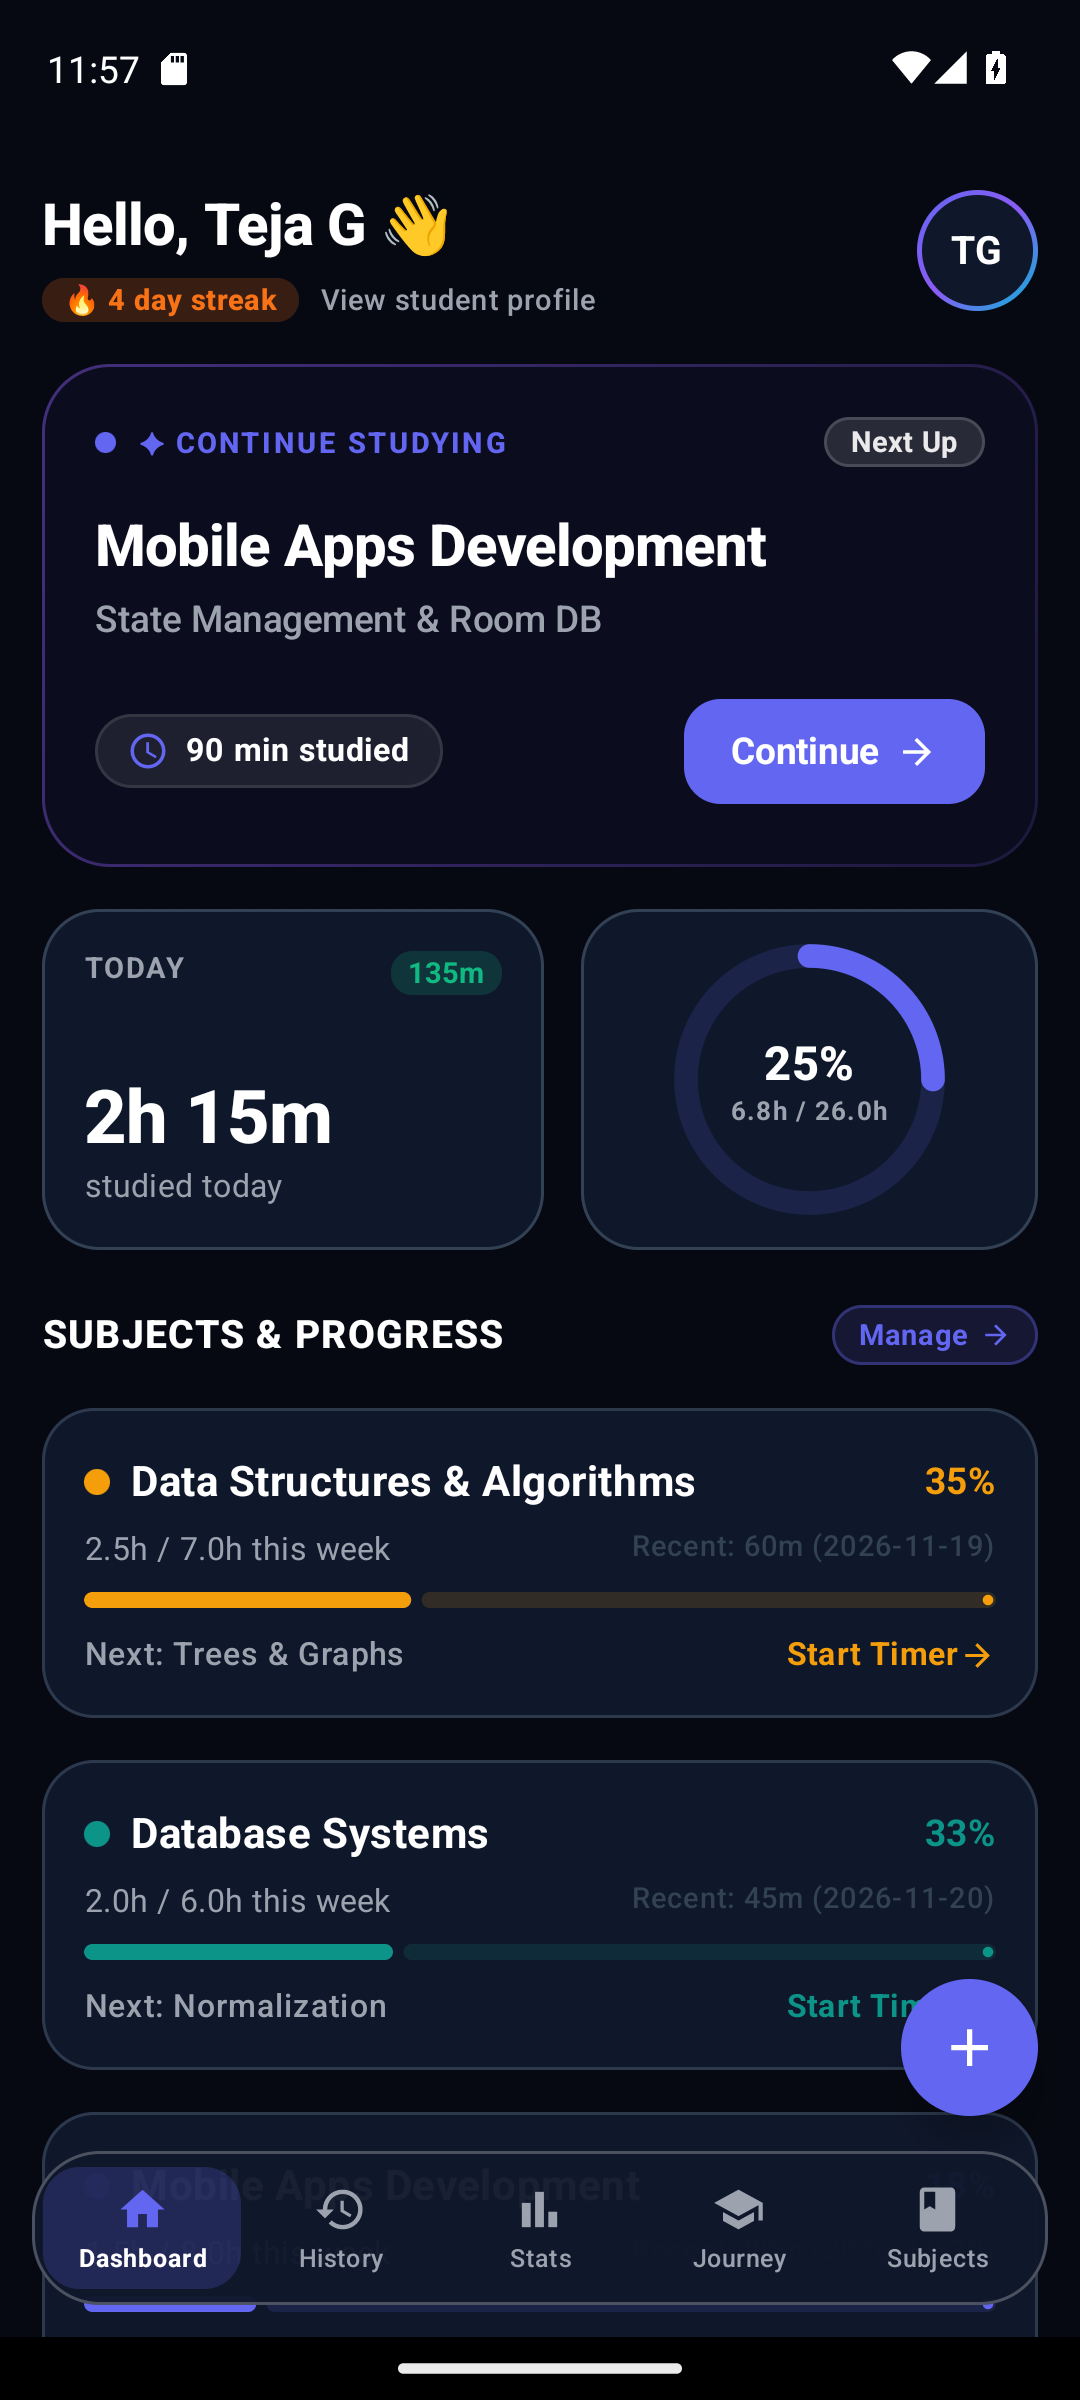 11:57
Hello, Teja G 👋
TG
🔥 4 day streak
View student profile
CONTINUE STUDYING
Next Up
Mobile Apps Development
State Management & Room DB
90 min studied
Continue →
TODAY
135m
2h 15m
studied today
25%
6.8h / 26.0h
SUBJECTS & PROGRESS
Manage →
Data Structures & Algorithms
35%
2.5h / 7.0h this week
Recent: 60m (2026-11-19)
Next: Trees & Graphs
Start Timer →
Database Systems
33%
2.0h / 6.0h this week
Recent: 45m (2026-11-20)
Next: Normalization
Start
Mobile Apps Development
Dashboard
History
Stats
Journey
Subjects